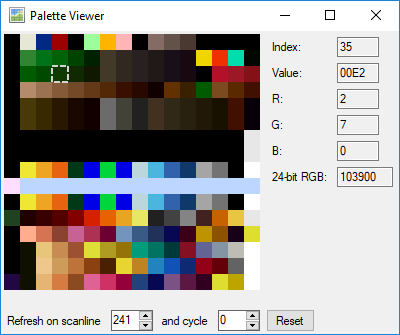 Palette Viewer
Index: 35
Value: 00E2
R: 2
G: 7
B: 0
24-bit RGB: 103900
Refresh on scanline 241 and cycle 0 Reset